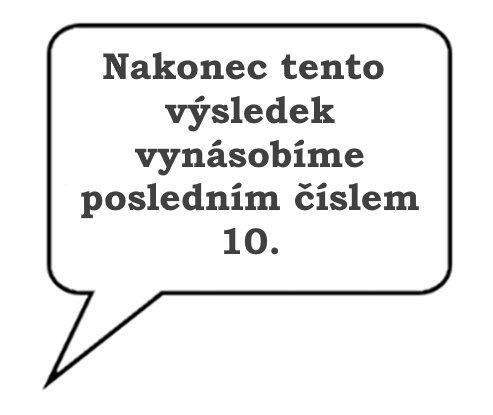 Nakonec tento
výsledek
vynásobíme
posledním číslem
10.